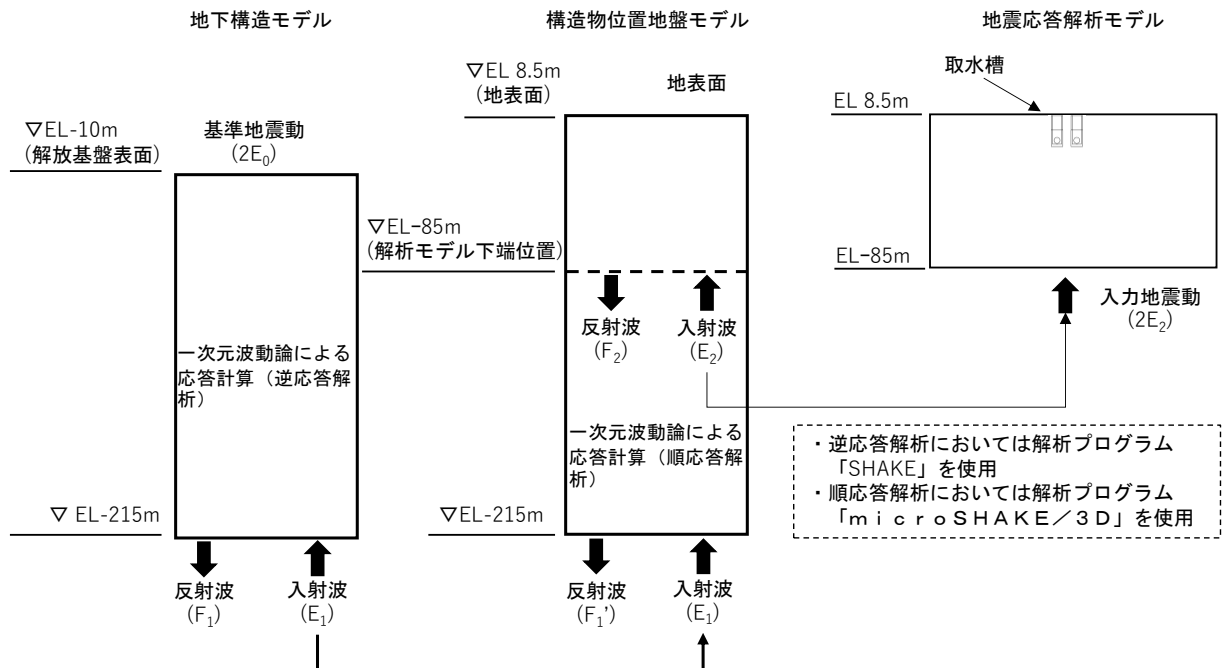 地下構造モデル
▽EL-10m
(解放基盤表面)
基準地震動
(2E₀)
一次元波動論による
応答計算（逆応答解
析）
▽ EL-215m
反射波
(F₁)
入射波
(E₁)
構造物位置地盤モデル
▽EL 8.5m
(地表面)
地表面
▽EL-85m
(解析モデル下端位置)
反射波
(F₂)
入射波
(E₂)
一次元波動論による
応答計算（順応答解
析）
▽EL-215m
反射波
(F₁')
入射波
(E₁)
地震応答解析モデル
取水槽
EL 8.5m
EL-85m
入力地震動
(2E₂)
・逆応答解析においては解析プログラム
「SHAKE」を使用
・順応答解析においては解析プログラム
「ｍｉｃｒｏSHAKE／３Ｄ」を使用